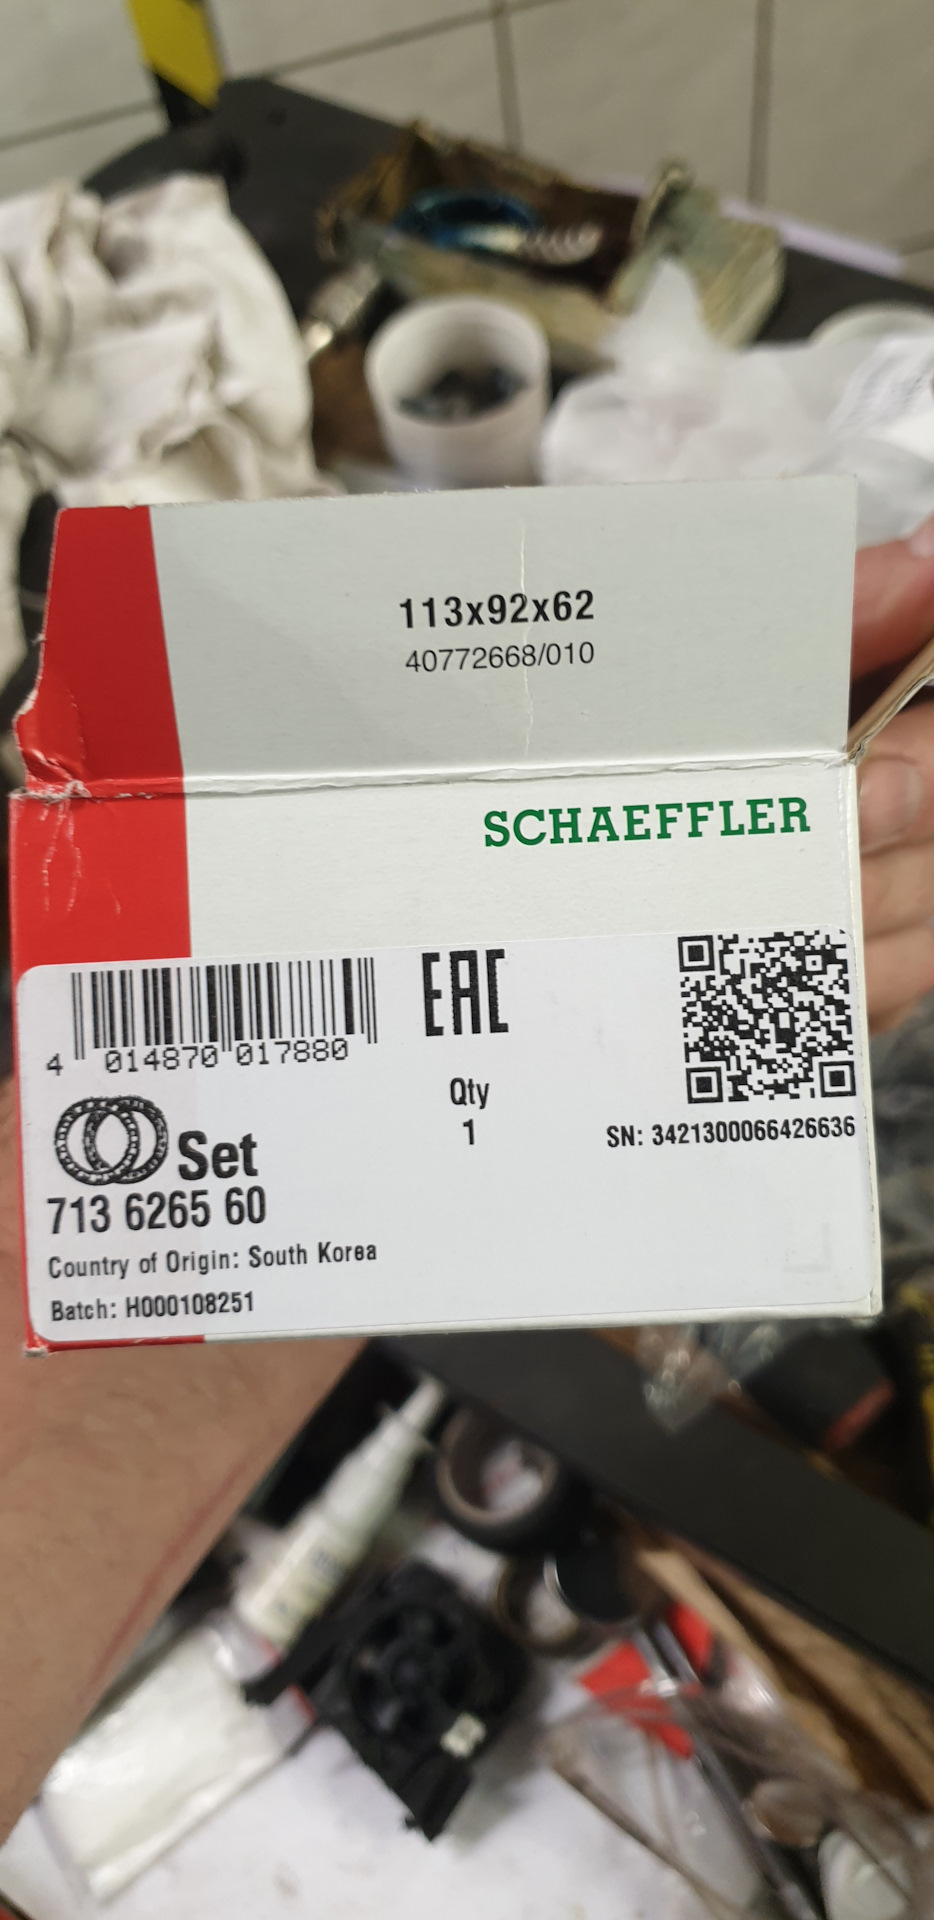 113x92x62
40772668/010
SCHAEFFLER
EAC
4 014870 017880
Qty
1
SN: 3421300066426636
Set
713 6265 60
Country of Origin: South Korea
Batch: H000108251